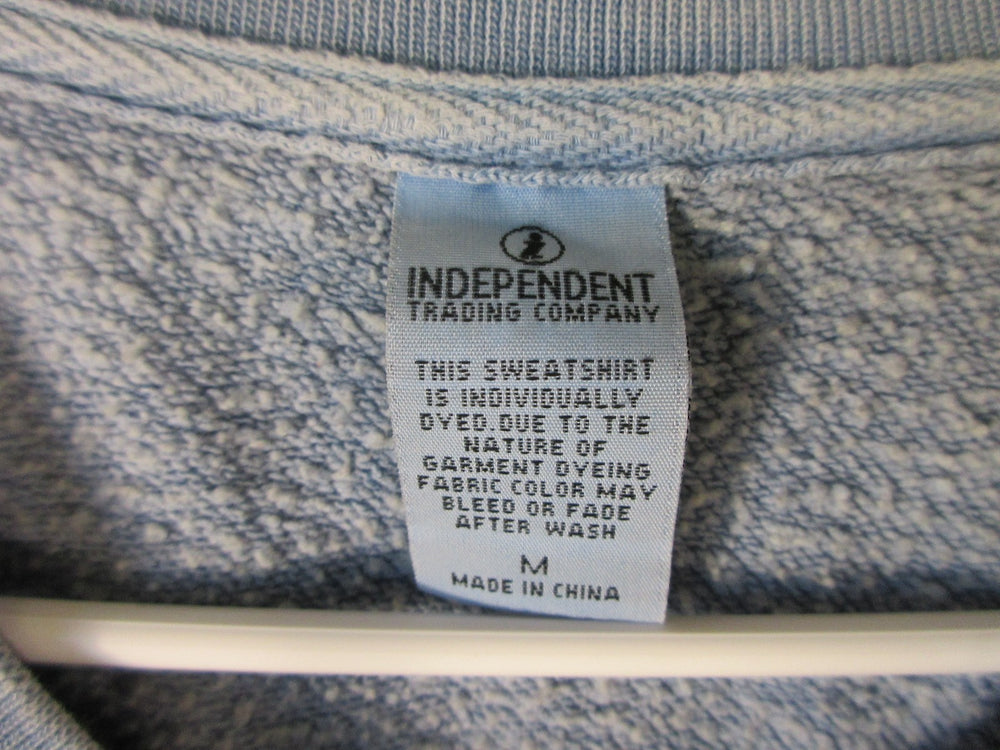 INDEPENDENT
TRADING COMPANY
THIS SWEATSHIRT
IS INDIVIDUALLY
DYED.DUE TO THE
NATURE OF
GARMENT DYEING
FABRIC COLOR MAY
BLEED OR FADE
AFTER WASH
M
MADE IN CHINA